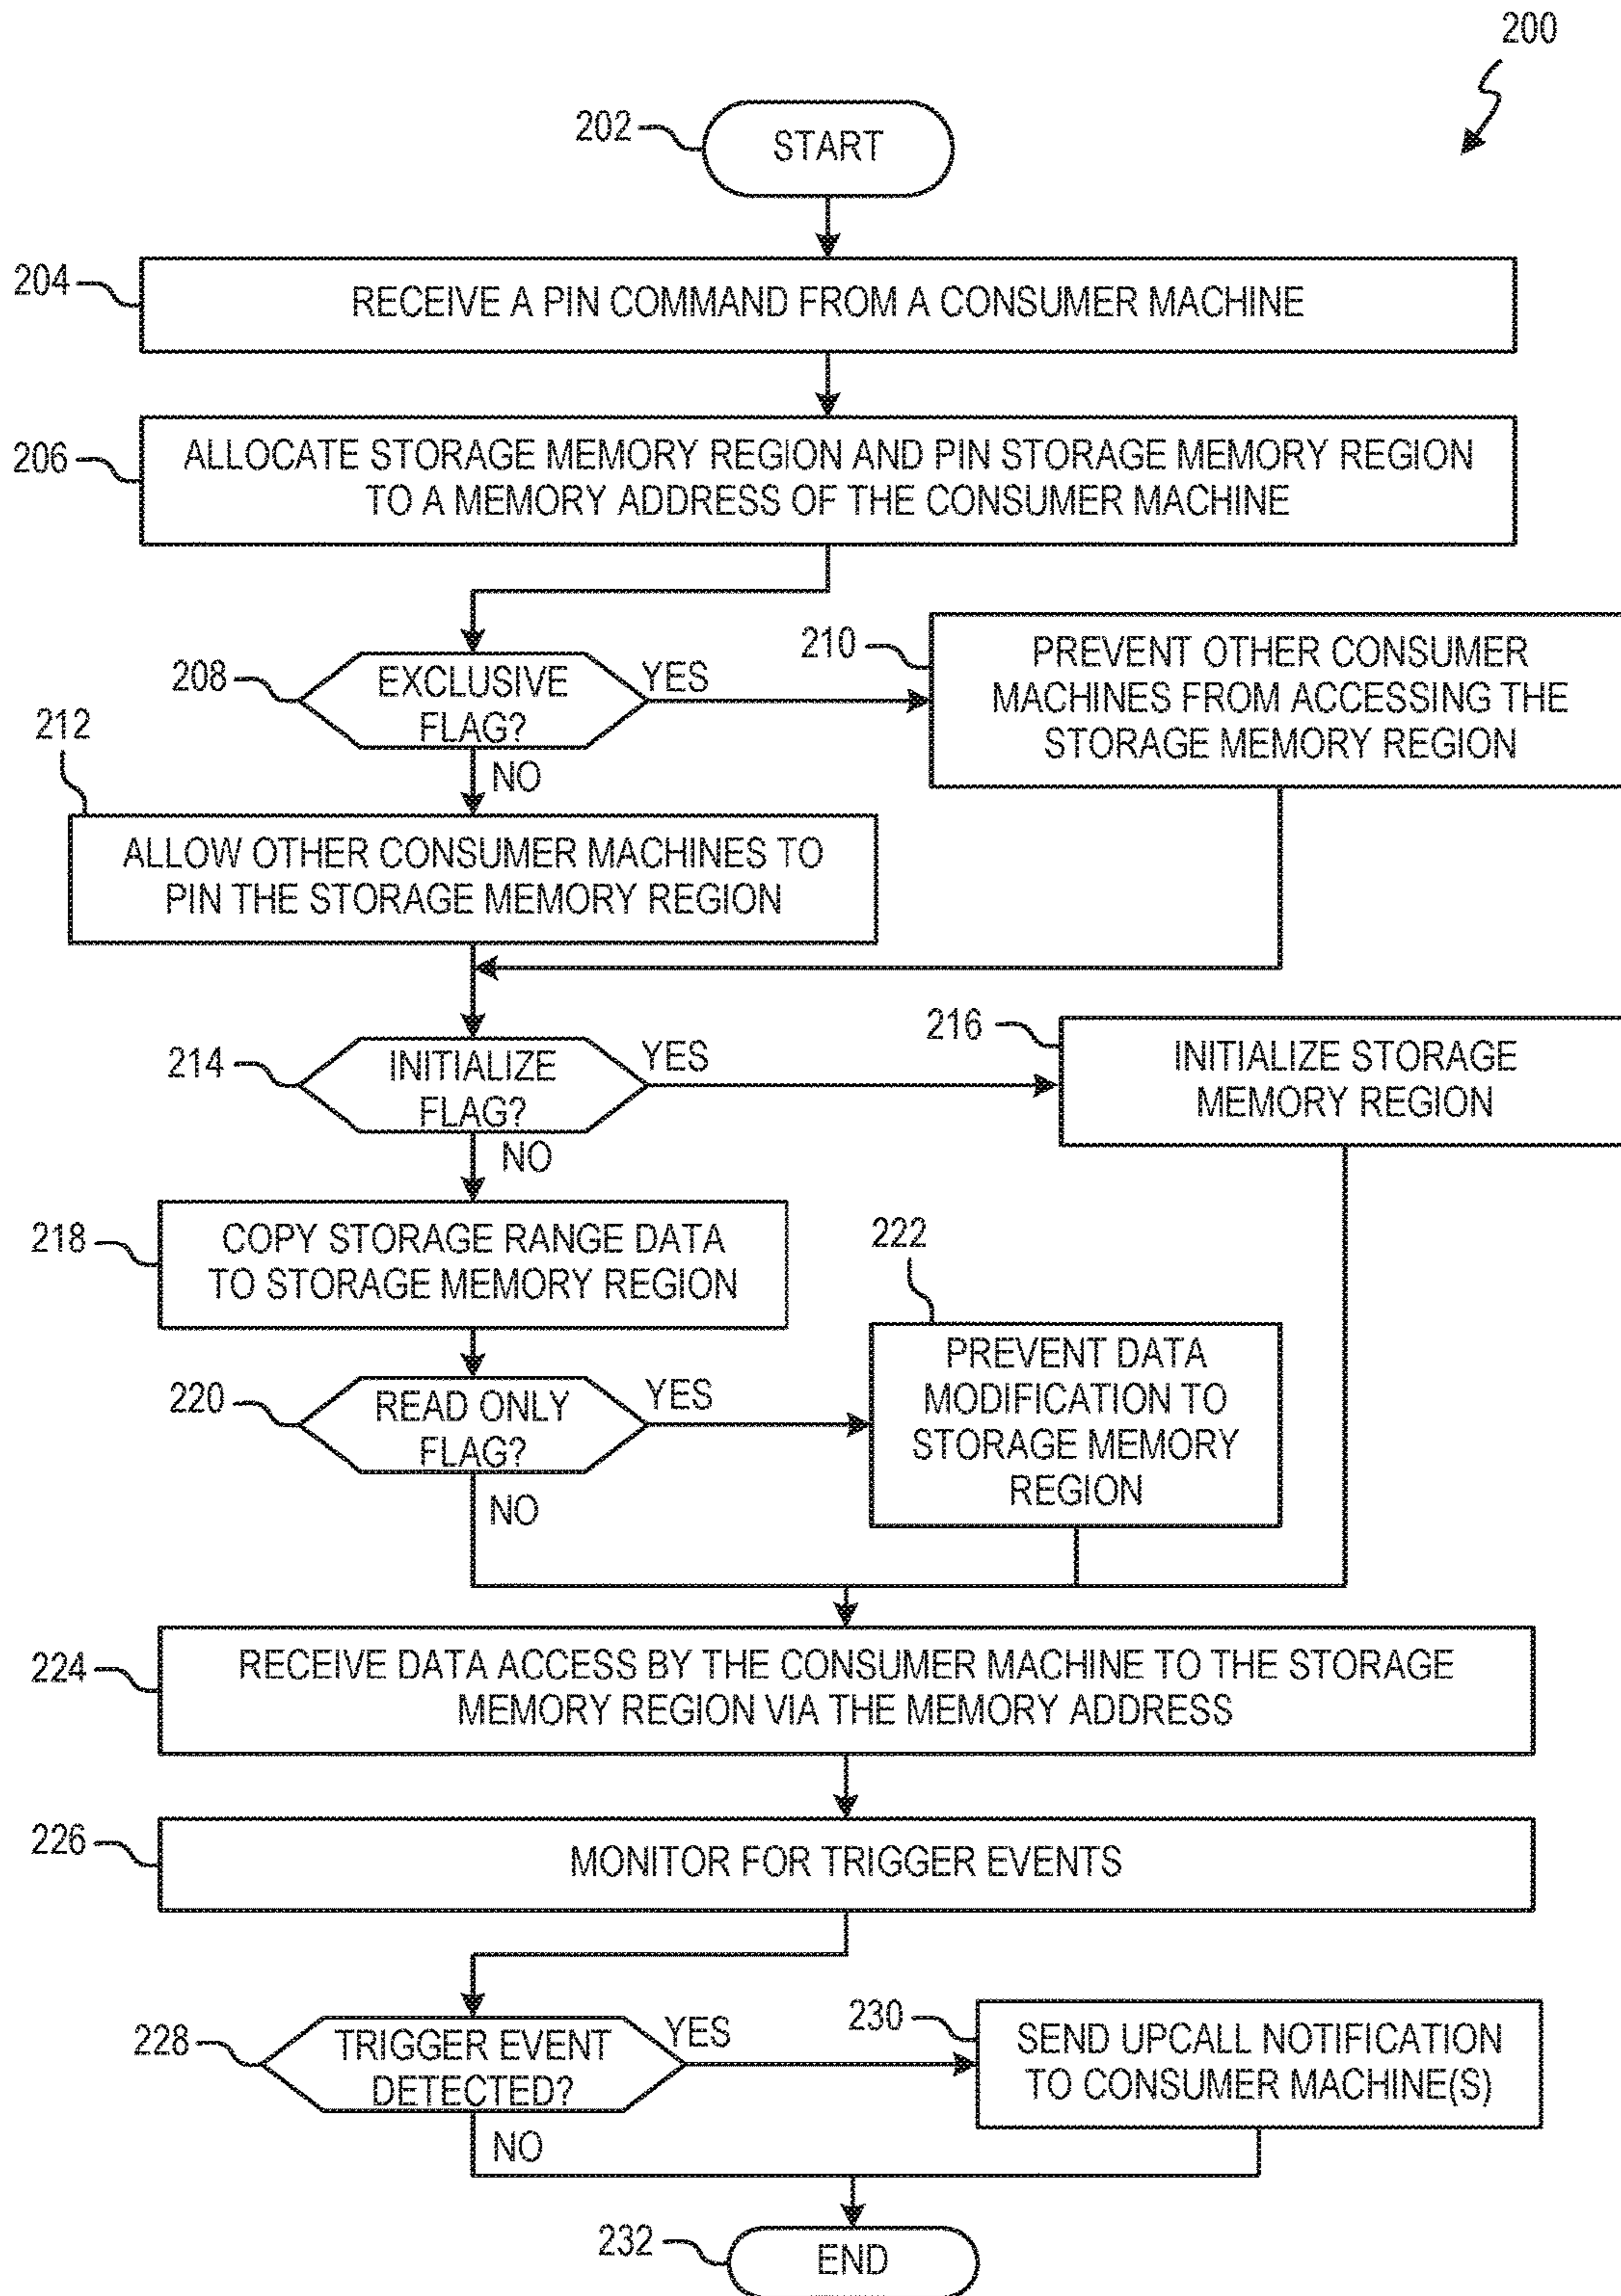 200
202
START
204
RECEIVE A PIN COMMAND FROM A CONSUMER MACHINE
206
ALLOCATE STORAGE MEMORY REGION AND PIN STORAGE MEMORY REGION
TO A MEMORY ADDRESS OF THE CONSUMER MACHINE
208
EXCLUSIVE
FLAG?
YES
NO
210
PREVENT OTHER CONSUMER
MACHINES FROM ACCESSING THE
STORAGE MEMORY REGION
212
ALLOW OTHER CONSUMER MACHINES TO
PIN THE STORAGE MEMORY REGION
214
INITIALIZE
FLAG?
YES
NO
216
INITIALIZE STORAGE
MEMORY REGION
218
COPY STORAGE RANGE DATA
TO STORAGE MEMORY REGION
220
READ ONLY
FLAG?
YES
NO
222
PREVENT DATA
MODIFICATION TO
STORAGE MEMORY
REGION
224
RECEIVE DATA ACCESS BY THE CONSUMER MACHINE TO THE STORAGE
MEMORY REGION VIA THE MEMORY ADDRESS
226
MONITOR FOR TRIGGER EVENTS
228
TRIGGER EVENT
DETECTED?
YES
NO
230
SEND UPCALL NOTIFICATION
TO CONSUMER MACHINE(S)
232
END